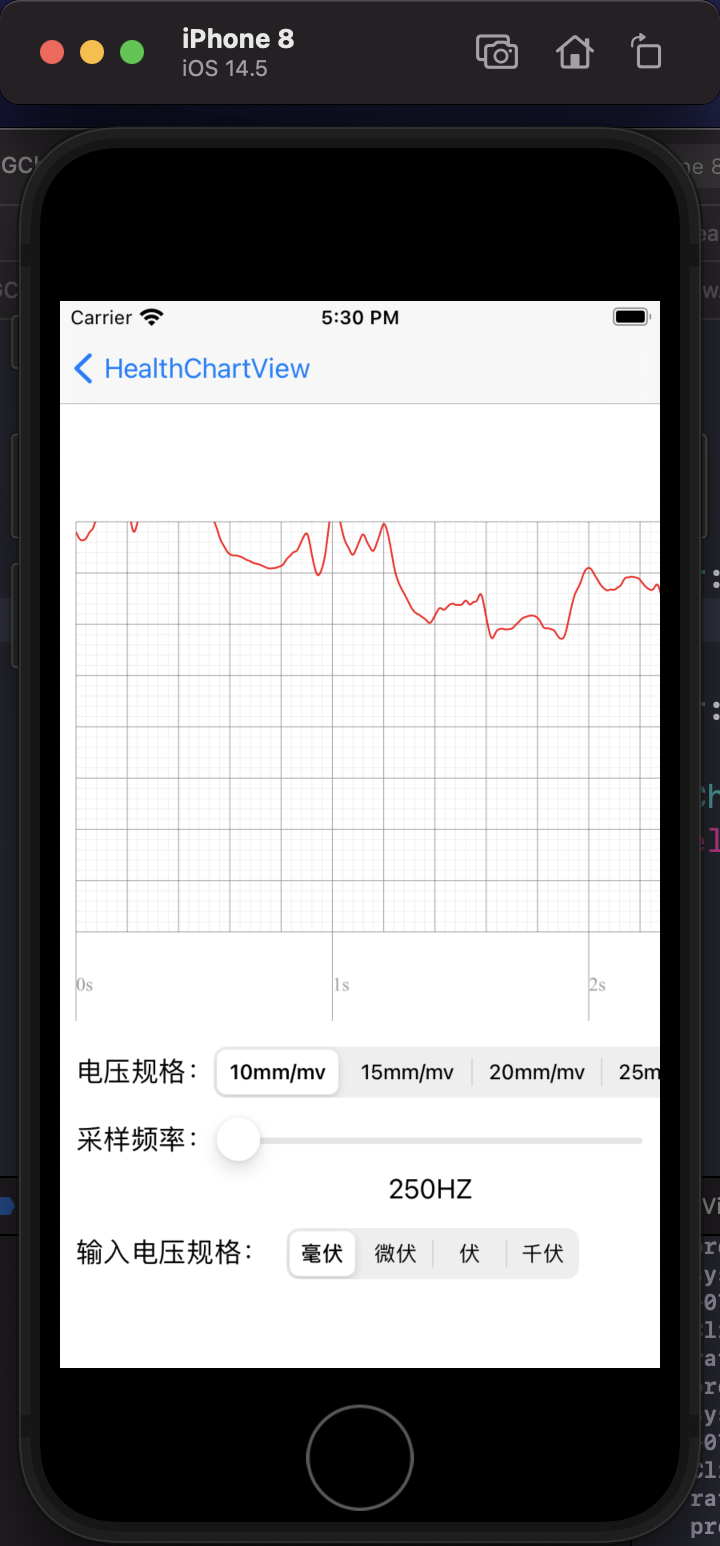 iPhone 8
iOS 14.5
Carrier 5:30 PM
HealthChartView
0s 1s 2s
电压规格： 10mm/mv 15mm/mv 20mm/mv 25m
采样频率：
250HZ
输入电压规格： 毫伏 微伏 伏 千伏